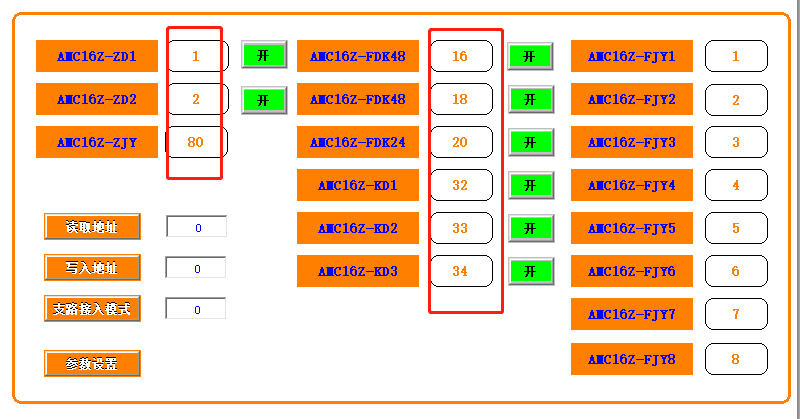 AMC16Z-ZD1 1 开 AMC16Z-FDK48 16 开 AMC16Z-FJY1 1
AMC16Z-ZD2 2 开 AMC16Z-FDK48 18 开 AMC16Z-FJY2 2
AMC16Z-ZJY 80 AMC16Z-FDK24 20 开 AMC16Z-FJY3 3
AMC16Z-KD1 32 开 AMC16Z-FJY4 4
读取地址 0 AMC16Z-KD2 33 开 AMC16Z-FJY5 5
写入地址 0 AMC16Z-KD3 34 开 AMC16Z-FJY6 6
支路接入模式 0 AMC16Z-FJY7 7
参数设置 AMC16Z-FJY8 8